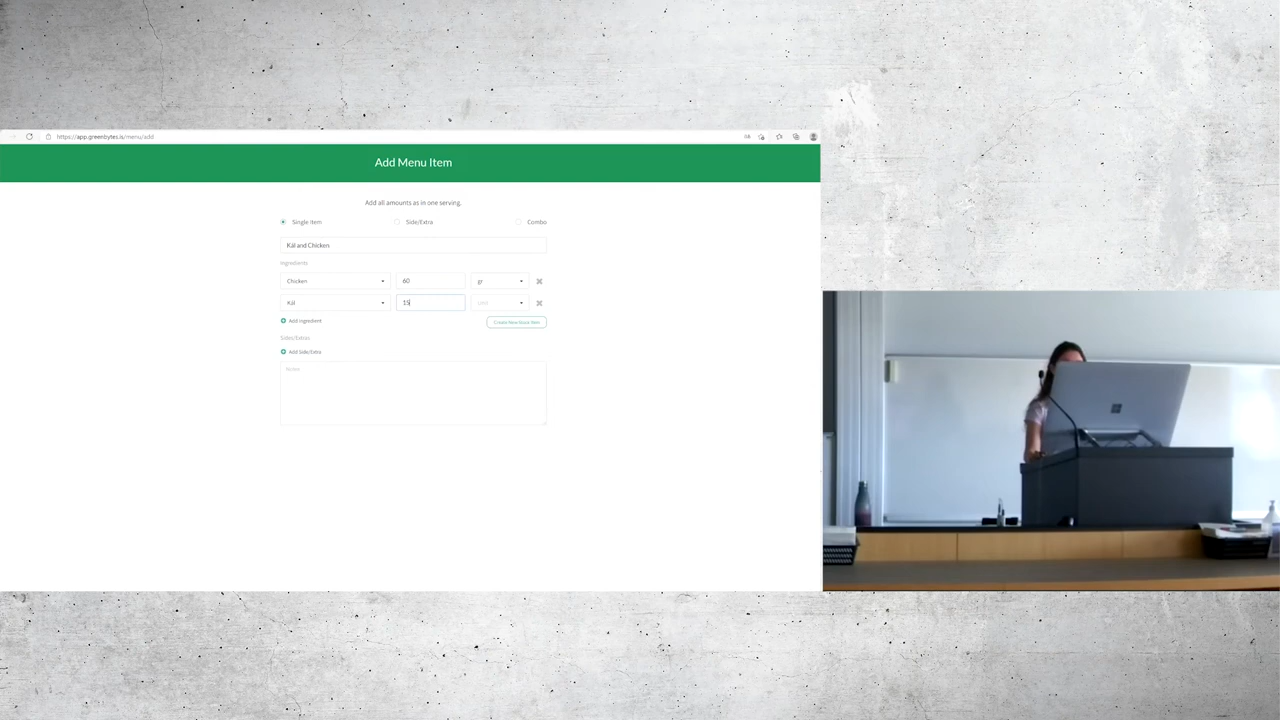 https://app.greenbytes.is/menu/add
Add Menu Item
Add all amounts as in one serving.
Single Item Side/Extra Combo
Kál and Chicken
Ingredients
Chicken 60 gr
Kál 15
Add Ingredient Create New Stock Item
Sides/Extras
Add Side/Extra
Notes